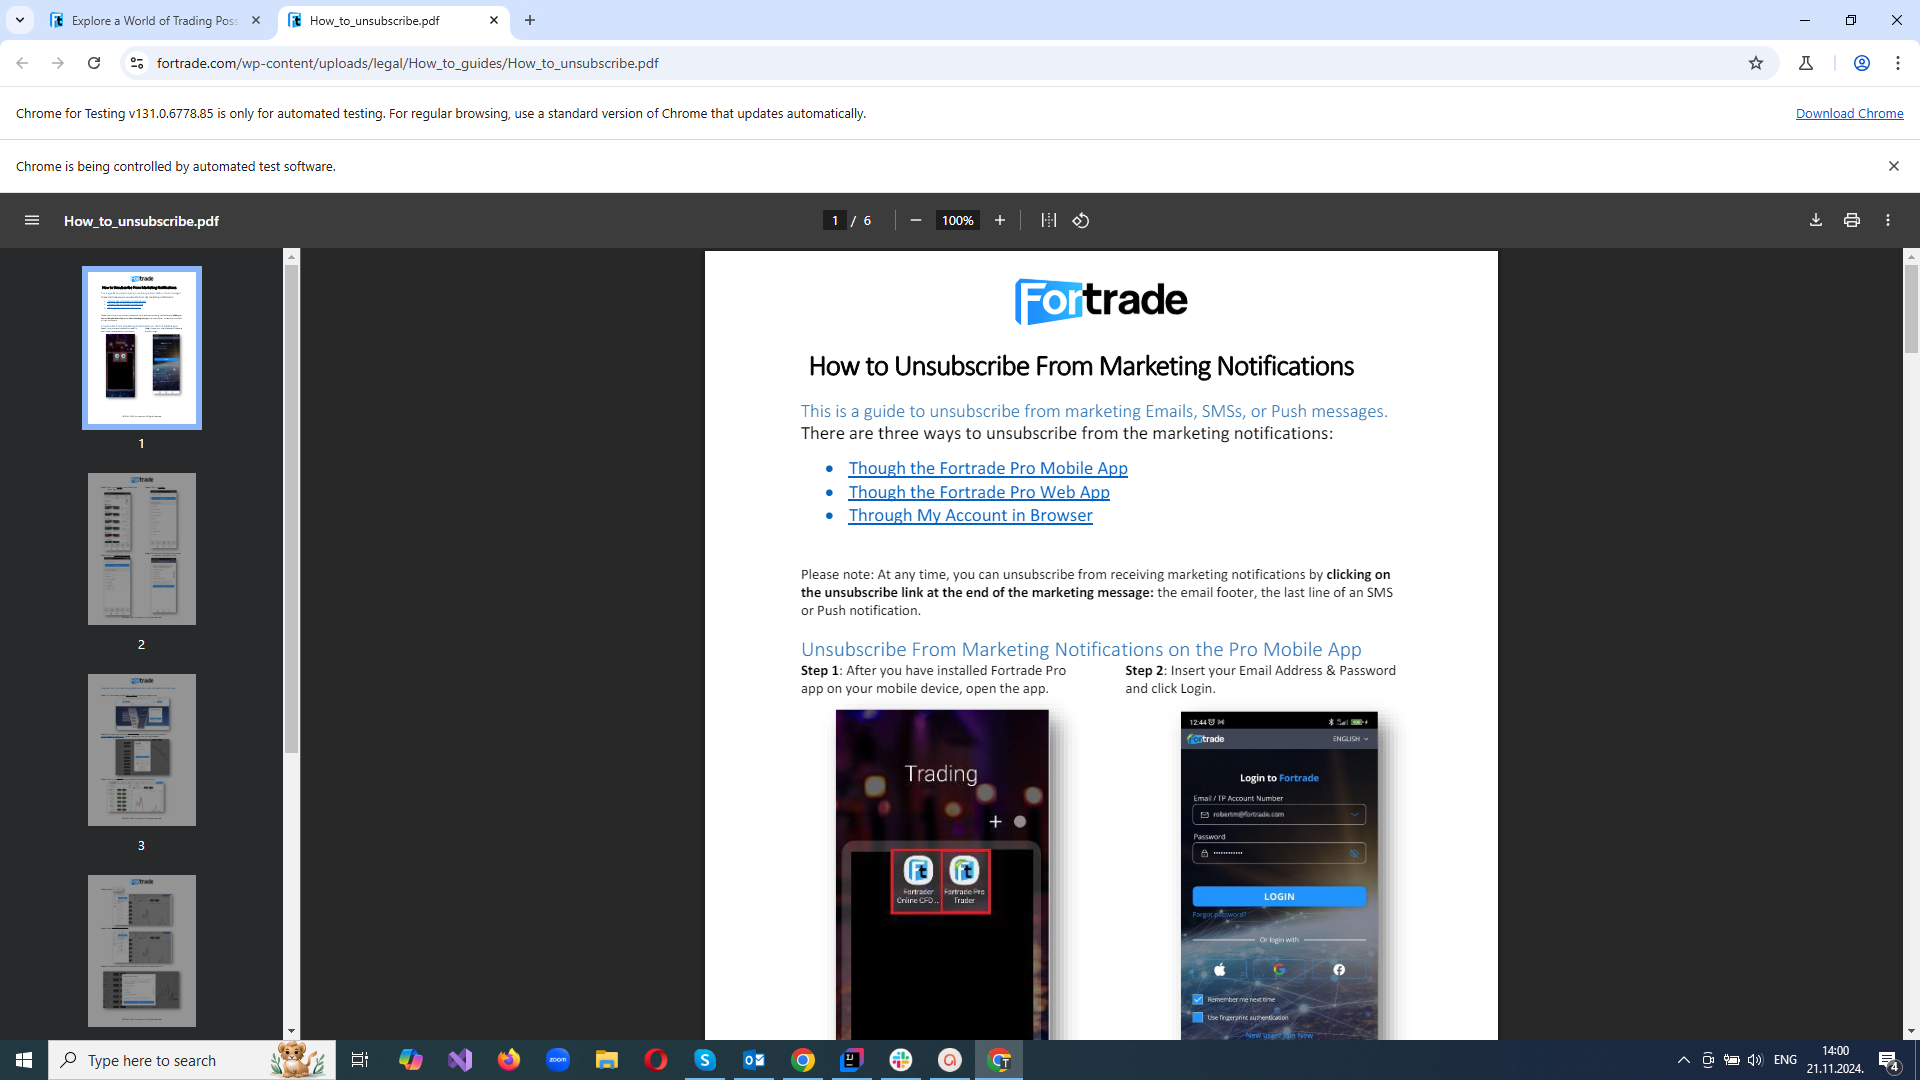 Explore a World of Trading Poss
How_to_unsubscribe.pdf
fortrade.com/wp-content/uploads/legal/How_to_guides/How_to_unsubscribe.pdf
Chrome for Testing v131.0.6778.85 is only for automated testing. For regular browsing, use a standard version of Chrome that updates automatically.
Download Chrome
Chrome is being controlled by automated test software.
How_to_unsubscribe.pdf
1 / 6
100%
1
2
3
Fortrade
How to Unsubscribe From Marketing Notifications
This is a guide to unsubscribe from marketing Emails, SMSs, or Push messages.
There are three ways to unsubscribe from the marketing notifications:
• Though the Fortrade Pro Mobile App
• Though the Fortrade Pro Web App
• Through My Account in Browser
Please note: At any time, you can unsubscribe from receiving marketing notifications by clicking on
the unsubscribe link at the end of the marketing message: the email footer, the last line of an SMS
or Push notification.
Unsubscribe From Marketing Notifications on the Pro Mobile App
Step 1: After you have installed Fortrade Pro
app on your mobile device, open the app.
Step 2: Insert your Email Address & Password
and click Login.
Trading
Fortrader
Online CFD ..
Fortrade Pro
Trader
12:44
Fortrade
ENGLISH
Login to Fortrade
Email / TP Account Number
robertm@fortrade.com
Password
LOGIN
Forgot password?
Or login with
Remember me next time
Use fingerprint authentication
New user? Join Now
Type here to search
zoom
ENG
14:00
21.11.2024.
4